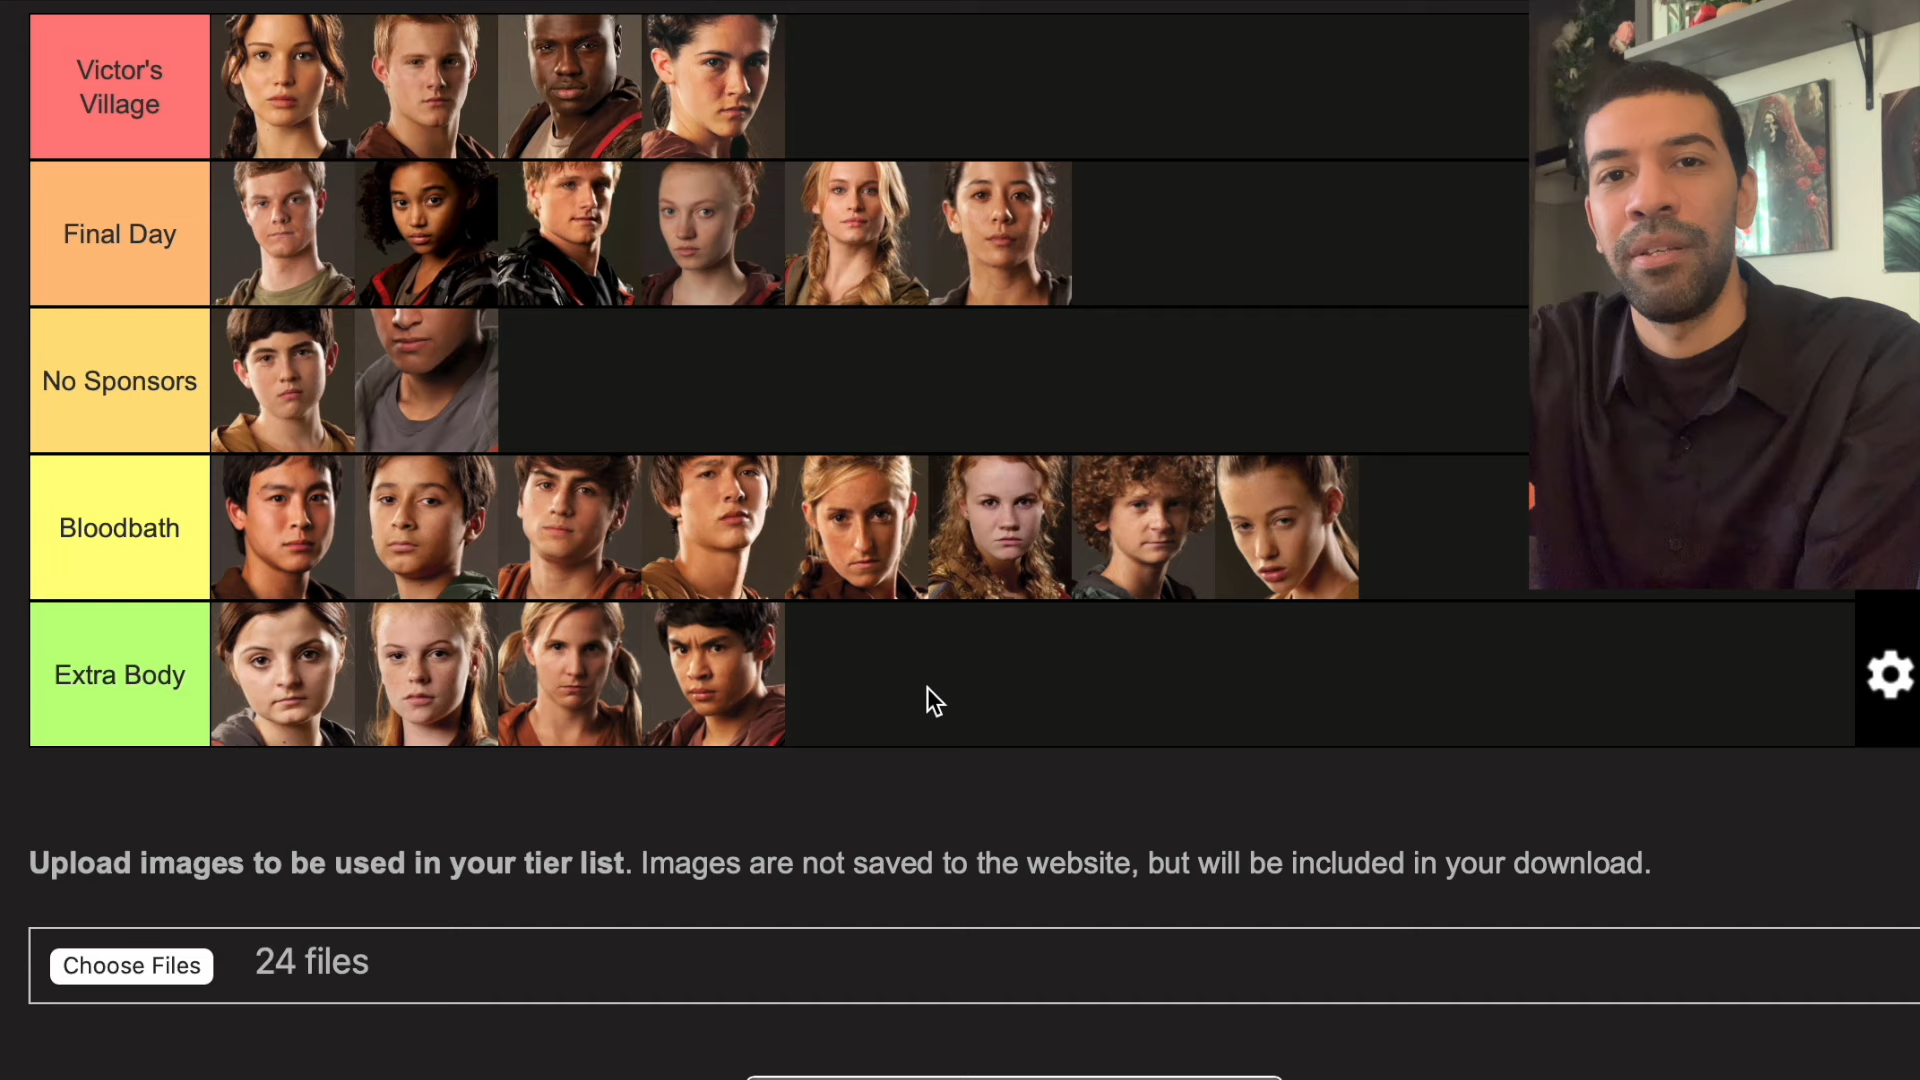 Victor's
Village
Final Day
No Sponsors
Bloodbath
Extra Body
Upload images to be used in your tier list. Images are not saved to the website, but will be included in your download.
Choose Files 24 files